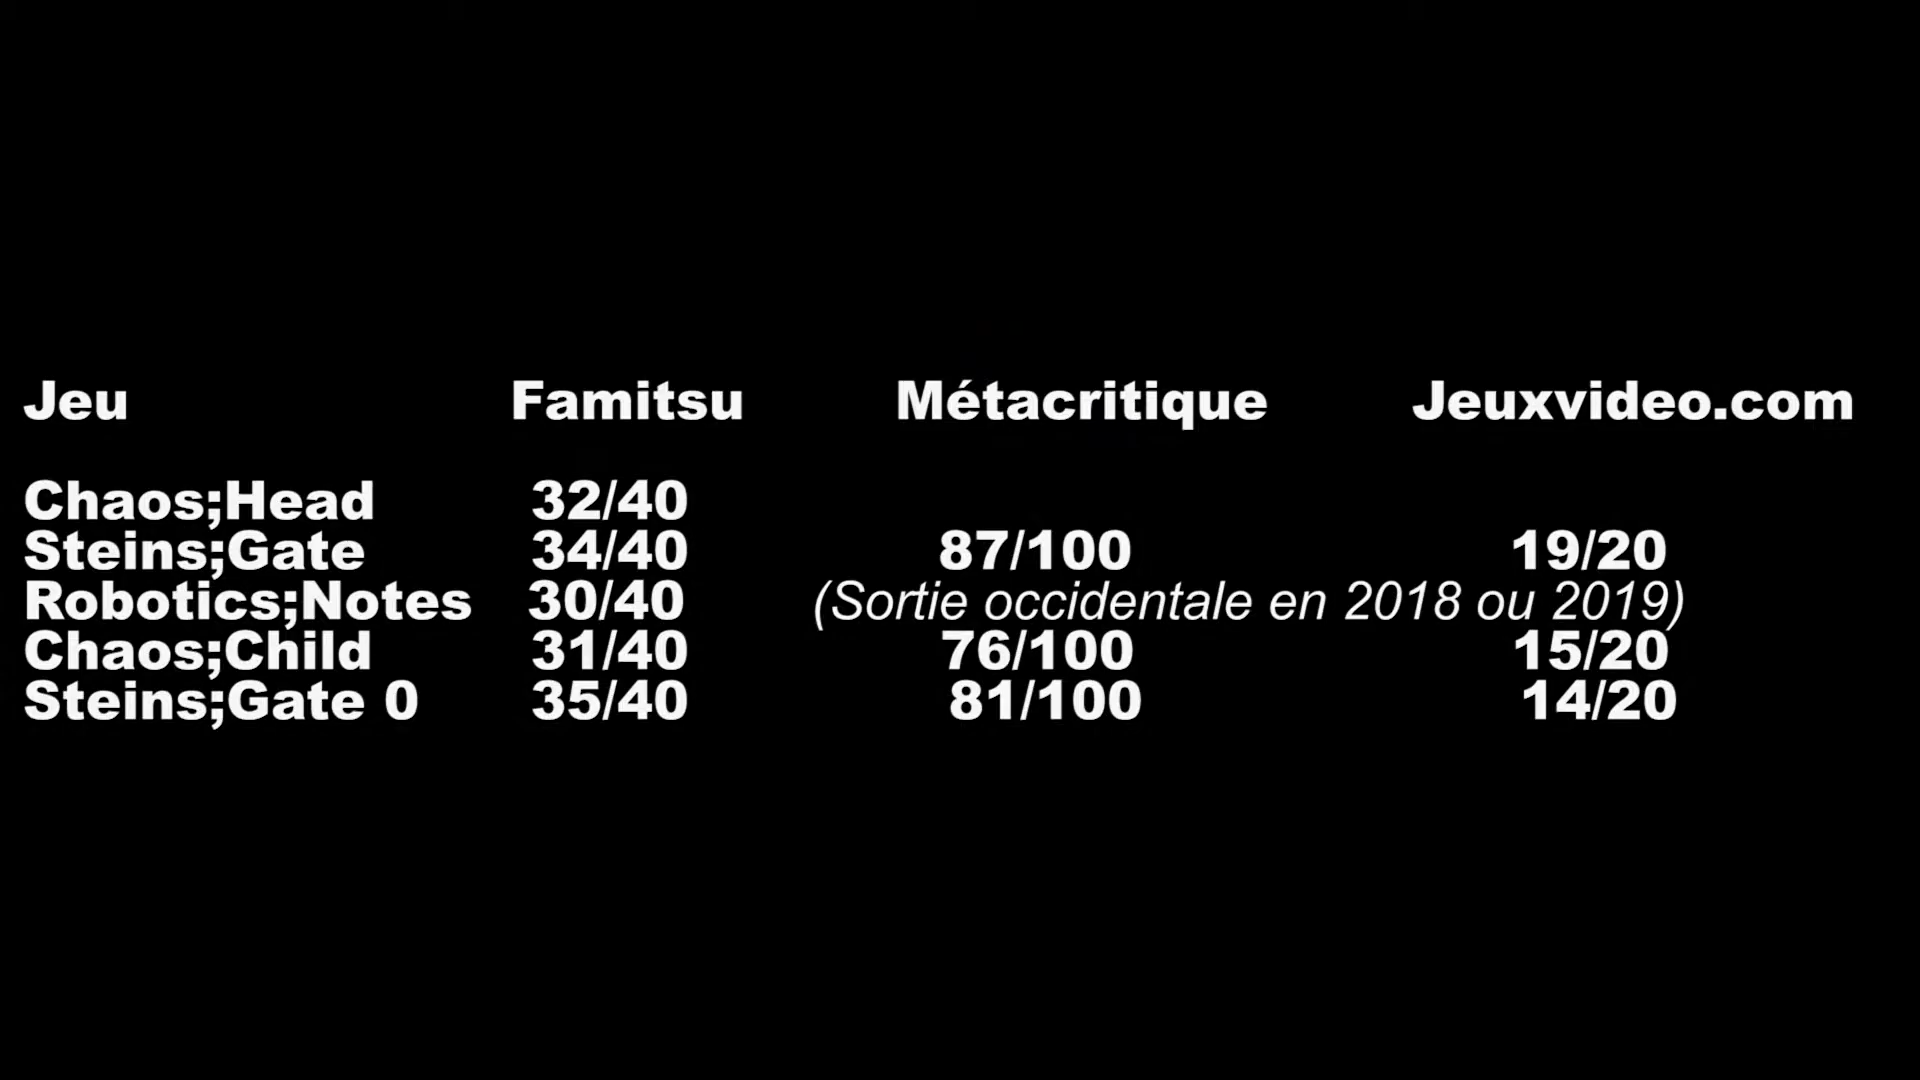 Jeu Famitsu Métacritique Jeuxvideo.com
Chaos;Head 32/40
Steins;Gate 34/40 87/100 19/20
Robotics;Notes 30/40 (Sortie occidentale en 2018 ou 2019)
Chaos;Child 31/40 76/100 15/20
Steins;Gate 0 35/40 81/100 14/20